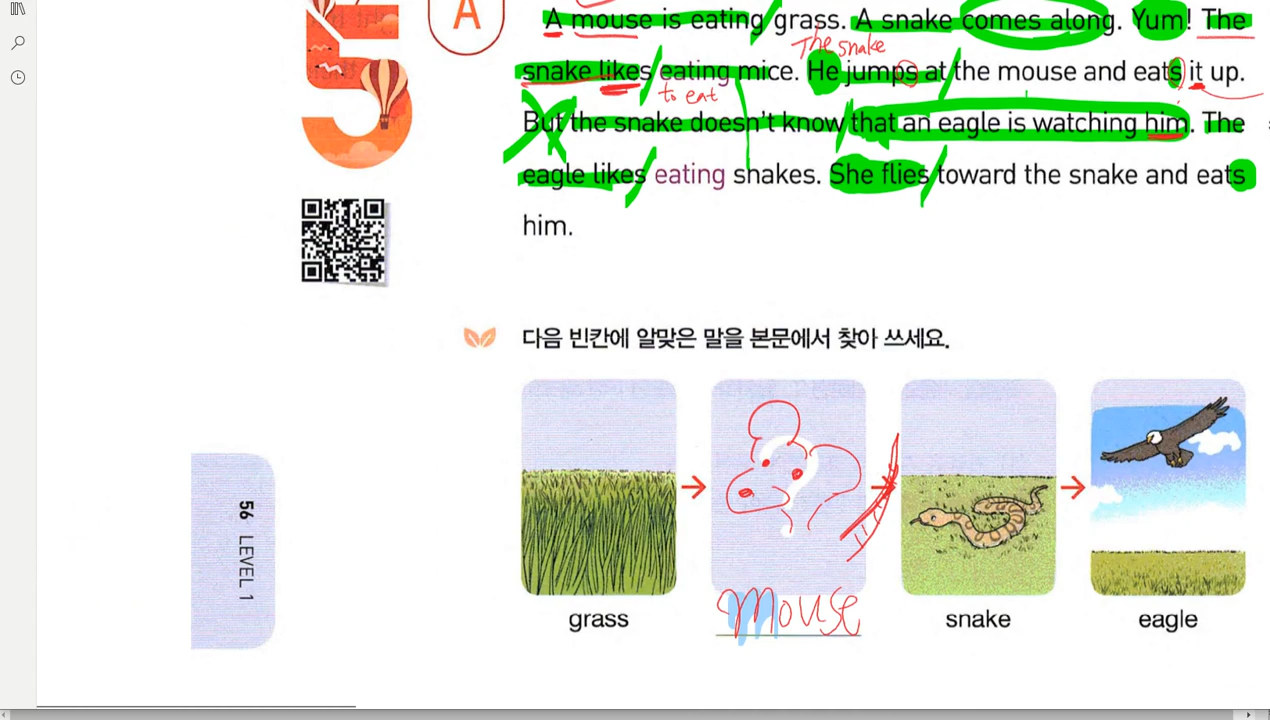 A
A mouse is eating grass. A snake comes along. Yum! The
The snake
snake likes eating mice. He jumps at the mouse and eats it up.
to eat
But the snake doesn't know that an eagle is watching him. The
eagle likes eating snakes. She flies toward the snake and eats
him.
5
다음 빈칸에 알맞은 말을 본문에서 찾아 쓰세요.
grass
mouse
snake
eagle
56 LEVEL 1